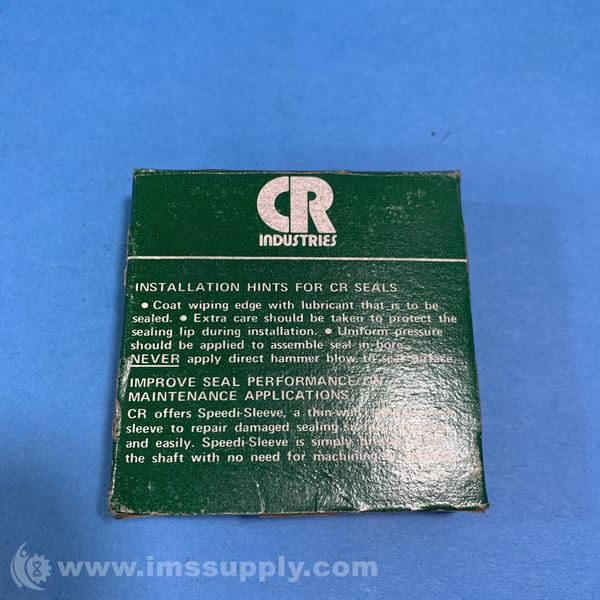 CR
INDUSTRIES
INSTALLATION HINTS FOR CR SEALS
• Coat wiping edge with lubricant that is to be
sealed. • Extra care should be taken to protect the
sealing lip during installation. • Uniform pressure
should be applied to assemble seal in bore.
NEVER apply direct hammer blow to seal surface.
IMPROVE SEAL PERFORMANCE ON
MAINTENANCE APPLICATIONS
CR offers Speedi-Sleeve, a thin-wall
sleeve to repair damaged sealing
and easily. Speedi-Sleeve is simply
the shaft with no need for machining
www.imssupply.com